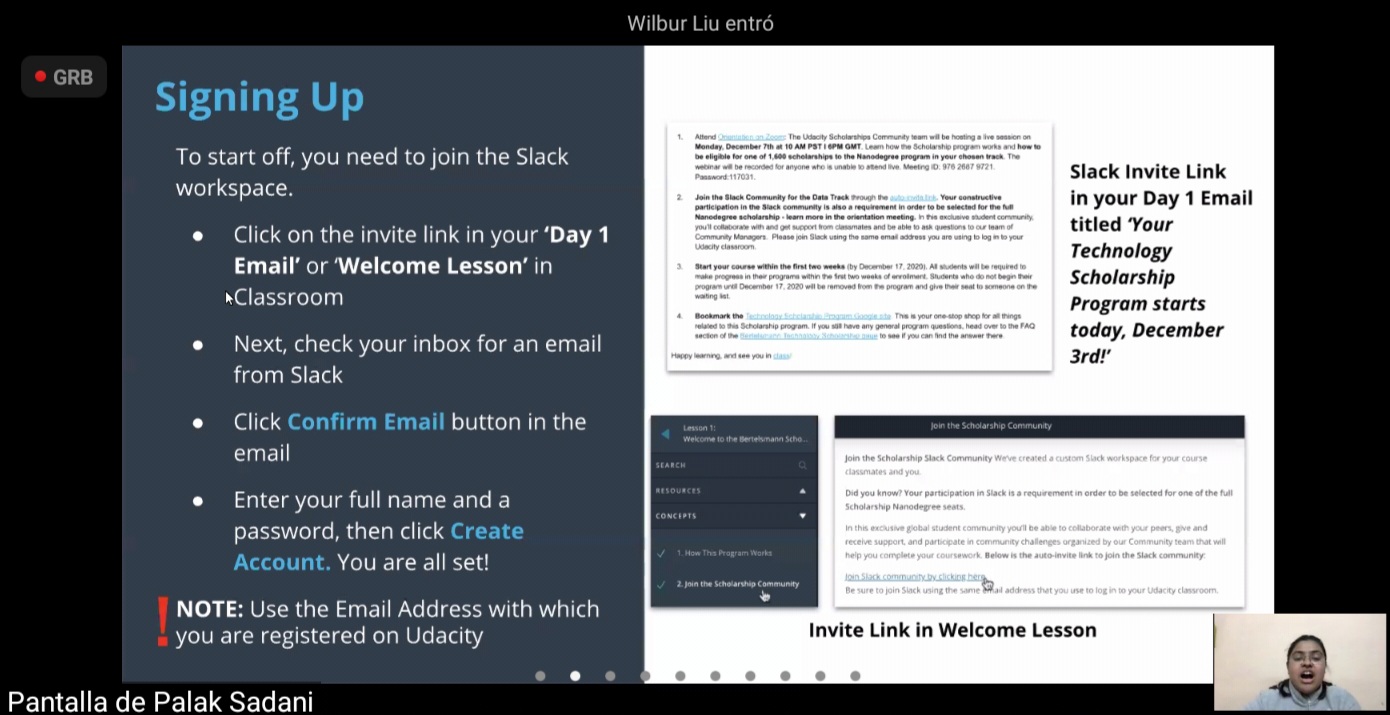 Wilbur Liu entró
GRB
Signing Up
To start off, you need to join the Slack
workspace.
● Click on the invite link in your ‘Day 1
Email’ or ‘Welcome Lesson’ in
Classroom
● Next, check your inbox for an email
from Slack
● Click Confirm Email button in the
email
● Enter your full name and a
password, then click Create
Account. You are all set!
! NOTE: Use the Email Address with which
you are registered on Udacity
1. Attend Orientation on Zoom: The Udacity Scholarships Community team will be hosting a live session on
Monday, December 7th at 10 AM PST | 6PM GMT. Learn how the Scholarship program works and how to
be eligible for one of 1,600 scholarships to the Nanodegree program in your chosen track. The
webinar will be recorded for anyone who is unable to attend live. Meeting ID: 976 2687 9721.
Password:117031.
2. Join the Slack Community for the Data Track through the auto-invite link. Your constructive
participation in the Slack community is also a requirement in order to be selected for the full
Nanodegree scholarship - learn more in the orientation meeting. In this exclusive student community,
you'll collaborate with and get support from classmates and be able to ask questions to our team of
Community Managers. Please join Slack using the same email address you are using to log in to your
Udacity classroom.
3. Start your course within the first two weeks (by December 17, 2020). All students will be required to
make progress in their programs within the first two weeks of enrolment. Students who do not begin their
program until December 17, 2020 will be removed from the program and give their seat to someone on the
waiting list.
4. Bookmark the Technology Scholarship Program Google site. This is your one-stop shop for all things
related to this Scholarship program. If you still have any general program questions, head over to the FAQ
section of the Bertelsmann Technology Scholarship page to see if you can find the answer there.
Happy learning, and see you in class!
Slack Invite Link
in your Day 1 Email
titled ‘Your
Technology
Scholarship
Program starts
today, December
3rd!’
Lesson 1:
Welcome to the Bertelsmann Scho...
SEARCH
RESOURCES
CONCEPTS
1. How This Program Works
2. Join the Scholarship Community
Join the Scholarship Community
Join the Scholarship Slack Community We've created a custom Slack workspace for your course
classmates and you.
Did you know? Your participation in Slack is a requirement in order to be selected for one of the full
Scholarship Nanodegree seats.
In this exclusive global student community you'll be able to collaborate with your peers, give and
receive support, and participate in community challenges organized by our Community team that will
help you complete your coursework. Below is the auto-invite link to join the Slack community:
Join Slack community by clicking here.
Be sure to join Slack using the same email address that you use to log in to your Udacity classroom.
Invite Link in Welcome Lesson
Pantalla de Palak Sadani